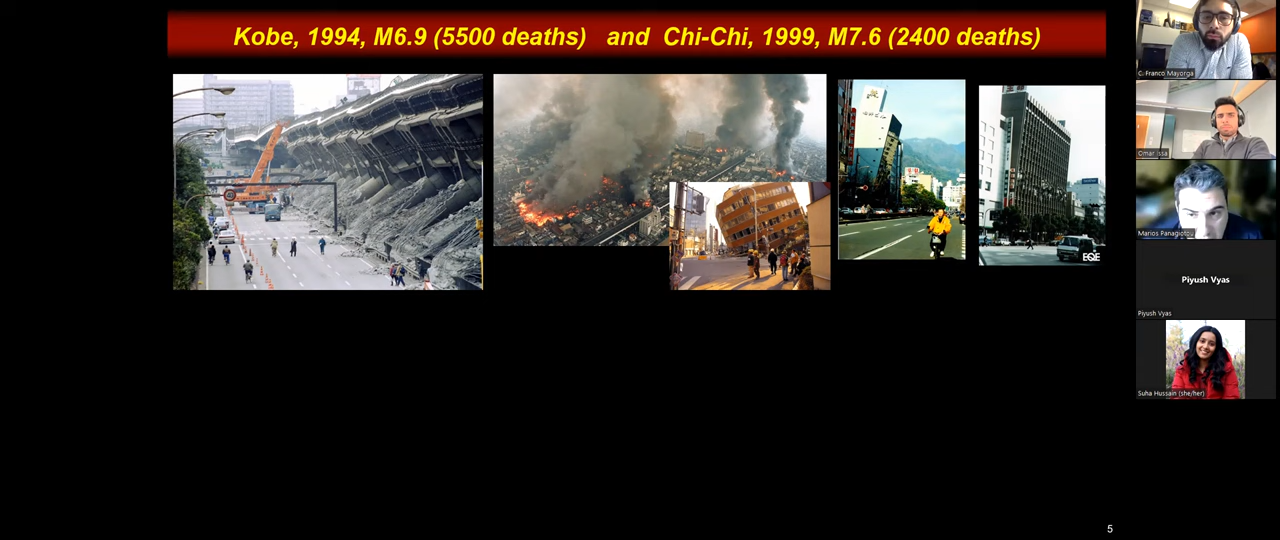 Kobe, 1994, M6.9 (5500 deaths) and Chi-Chi, 1999, M7.6 (2400 deaths)
EQE
5
C. Franco Mayorga
Omar Issa
Marios Panagiotou
Piyush Vyas
Piyush Vyas
Suha Hussain (she/her)